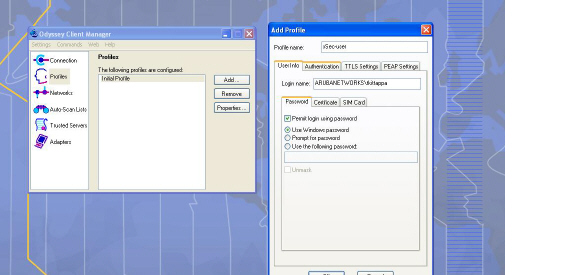 Odyssey Client Manager
Settings Commands Web Help
Connection
Profiles
Networks
Auto-Scan Lists
Trusted Servers
Adapters
Profiles
The following profiles are configured:
Initial Profile
Add...
Remove
Properties...
Add Profile
Profile name: xSec-user
User Info Authentication TTLS Settings PEAP Settings
Login name: ARUBANETWORKS\tkittappa
Password Certificate SIM Card
Permit login using password
Use Windows password
Prompt for password
Use the following password:
Unmask